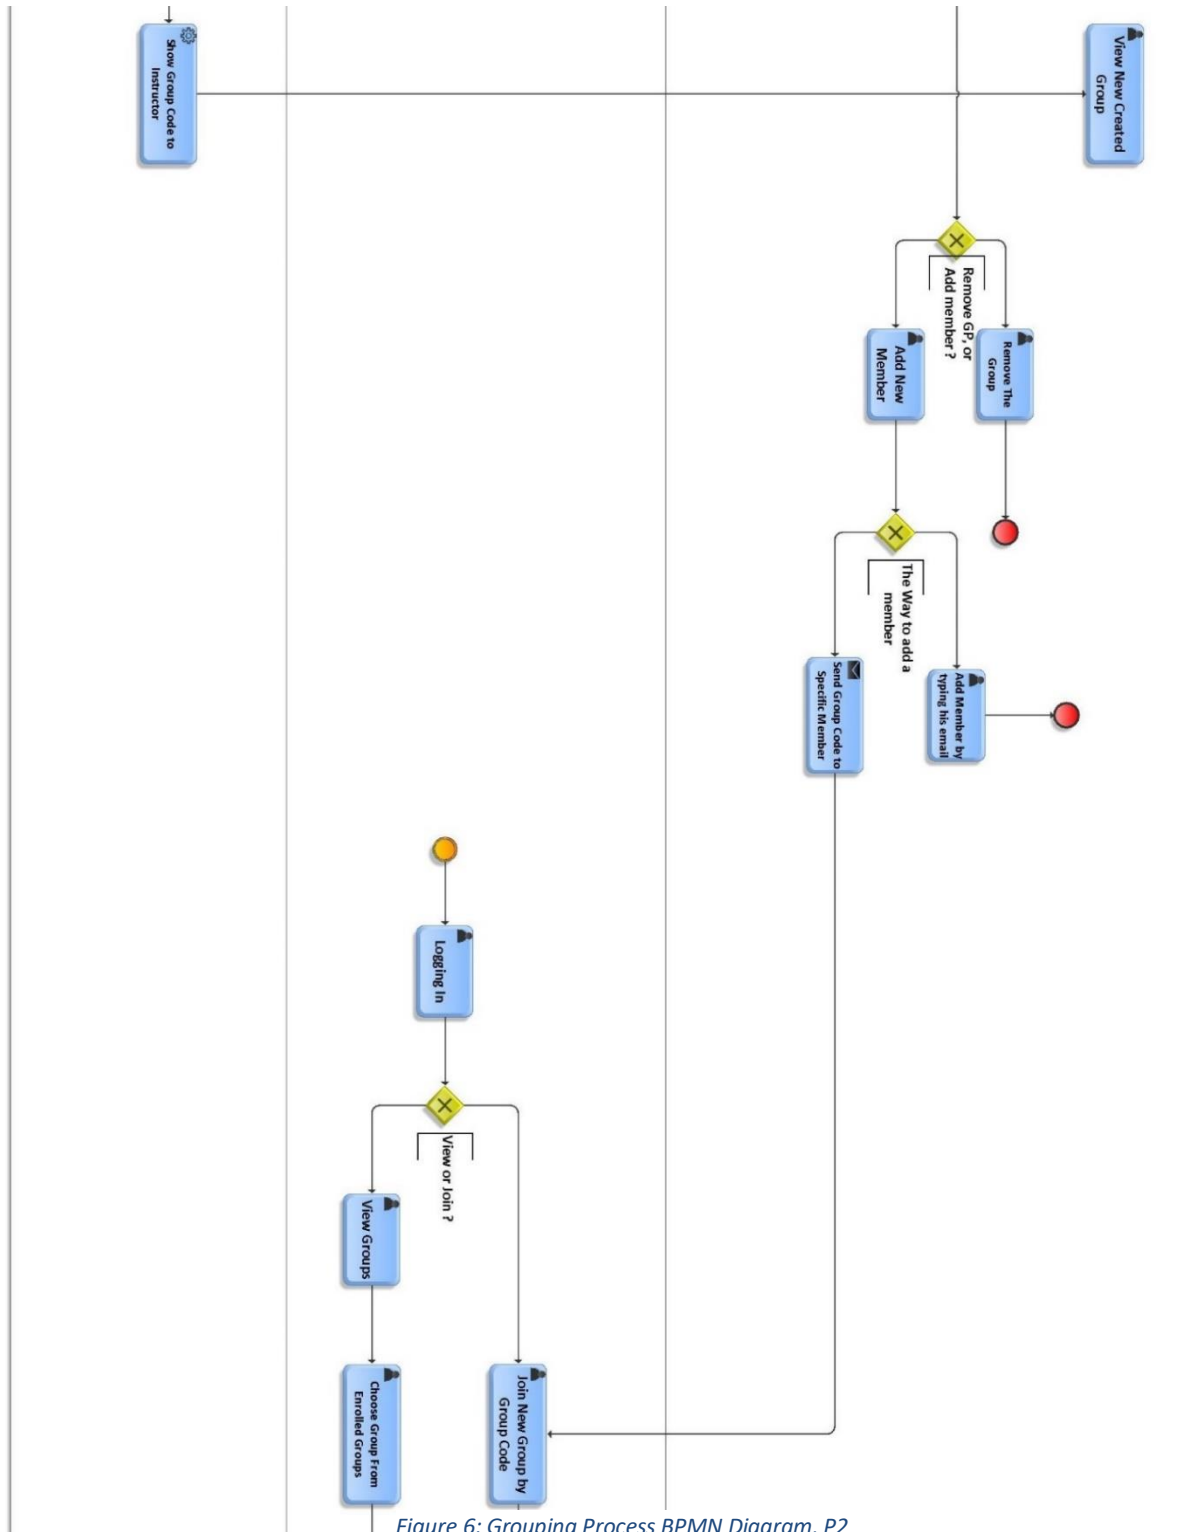 Show Group Code to
Instructor
View New Created
Group
Remove GP, or
Add member ?
Remove The
Group
Add New
Member
The Way to add a
member
Add Member by
typing his email
Send Group Code to
Specific Member
Logging In
View or Join ?
View Groups
Join New Group by
Group Code
Choose Group From
Enrolled Groups
Figure 6: Grouping Process BPMN Diagram, P2